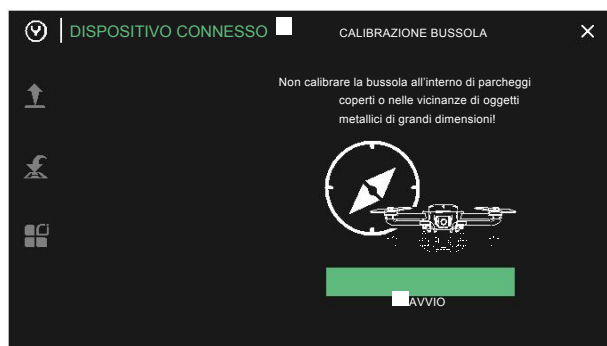 DISPOSITIVO CONNESSO
CALIBRAZIONE BUSSOLA
Non calibrare la bussola all'interno di parcheggi
coperti o nelle vicinanze di oggetti
metallici di grandi dimensioni!
AVVIO